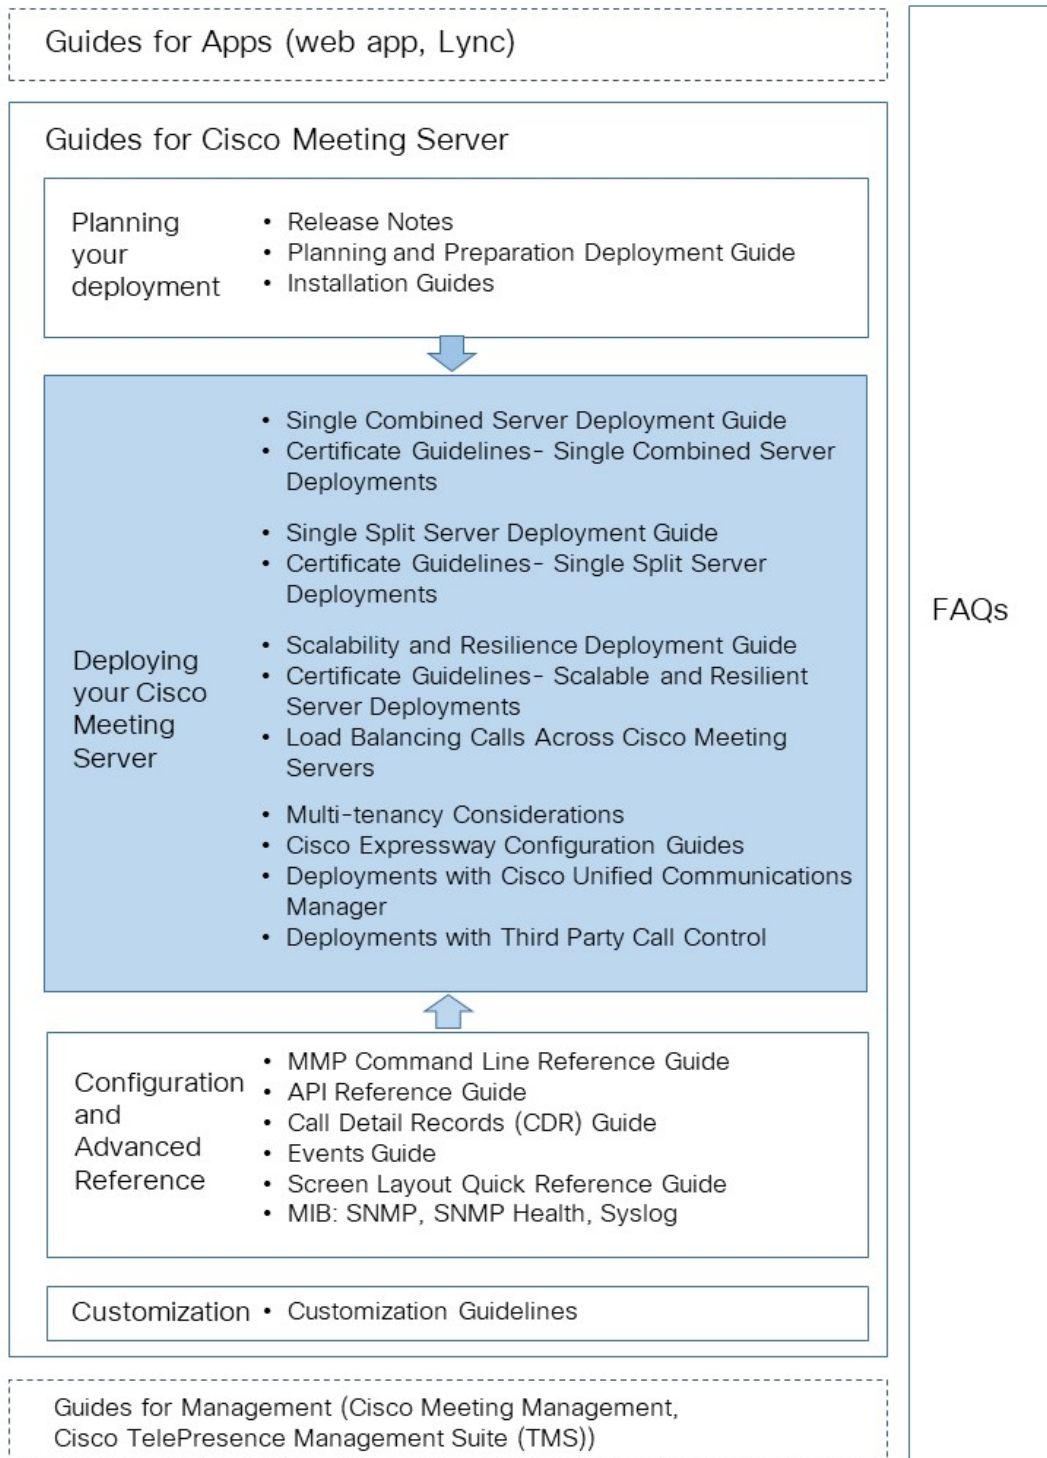 Guides for Apps (web app, Lync)
Guides for Cisco Meeting Server
Planning
your
deployment
• Release Notes
• Planning and Preparation Deployment Guide
• Installation Guides
Deploying
your Cisco
Meeting
Server
• Single Combined Server Deployment Guide
• Certificate Guidelines- Single Combined Server
Deployments
• Single Split Server Deployment Guide
• Certificate Guidelines- Single Split Server
Deployments
• Scalability and Resilience Deployment Guide
• Certificate Guidelines- Scalable and Resilient
Server Deployments
• Load Balancing Calls Across Cisco Meeting
Servers
• Multi-tenancy Considerations
• Cisco Expressway Configuration Guides
• Deployments with Cisco Unified Communications
Manager
• Deployments with Third Party Call Control
Configuration
and
Advanced
Reference
• MMP Command Line Reference Guide
• API Reference Guide
• Call Detail Records (CDR) Guide
• Events Guide
• Screen Layout Quick Reference Guide
• MIB: SNMP, SNMP Health, Syslog
Customization
• Customization Guidelines
Guides for Management (Cisco Meeting Management,
Cisco TelePresence Management Suite (TMS))
FAQs